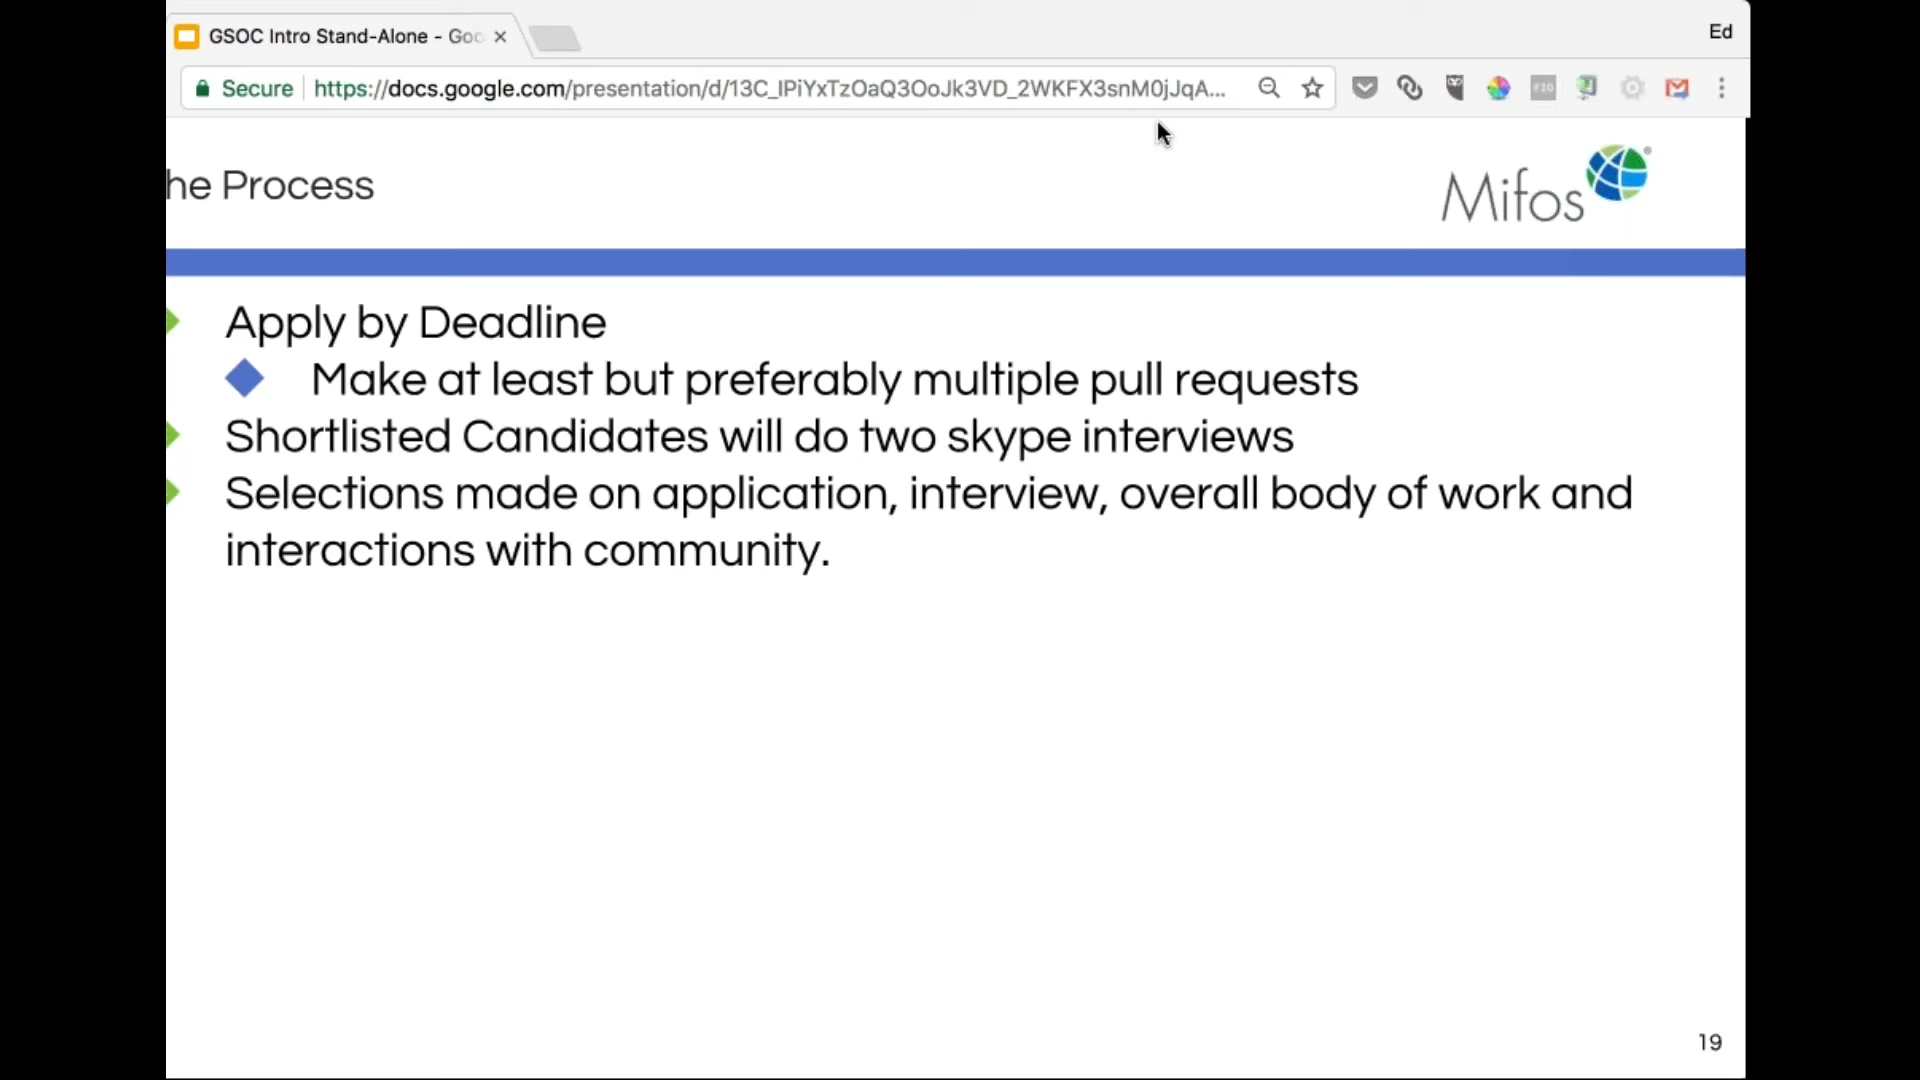 GSOC Intro Stand-Alone - Goo
Ed
Secure
https://docs.google.com/presentation/d/13C_IPiYxTzOaQ3OoJk3VD_2WKFX3snM0jJqA...
he Process
Mifos
Apply by Deadline
Make at least but preferably multiple pull requests
Shortlisted Candidates will do two skype interviews
Selections made on application, interview, overall body of work and
interactions with community.
19